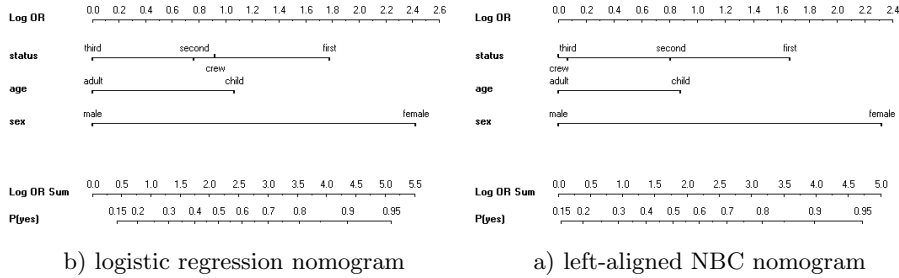 Log OR 0.0 0.2 0.4 0.6 0.8 1.0 1.2 1.4 1.6 1.8 2.0 2.2 2.4 2.6
third second first
status
crew
adult child
age
male female
sex
Log OR Sum 0.0 0.5 1.0 1.5 2.0 2.5 3.0 3.5 4.0 4.5 5.0 5.5
P(yes) 0.15 0.2 0.3 0.4 0.5 0.6 0.7 0.8 0.9 0.95
b) logistic regression nomogram
Log OR 0.0 0.2 0.4 0.6 0.8 1.0 1.2 1.4 1.6 1.8 2.0 2.2 2.4
third second first
status
crew
adult child
age
male female
sex
Log OR Sum 0.0 0.5 1.0 1.5 2.0 2.5 3.0 3.5 4.0 4.5 5.0
P(yes) 0.15 0.2 0.3 0.4 0.5 0.6 0.7 0.8 0.9 0.95
a) left-aligned NBC nomogram